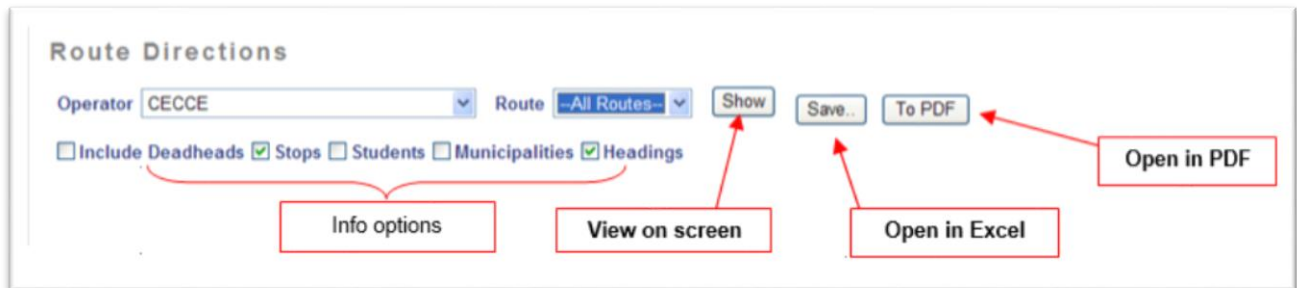 Route Directions
Operator CECCE Route --All Routes-- Show Save.. To PDF
Include Deadheads Stops Students Municipalities Headings
Open in PDF
Info options View on screen Open in Excel